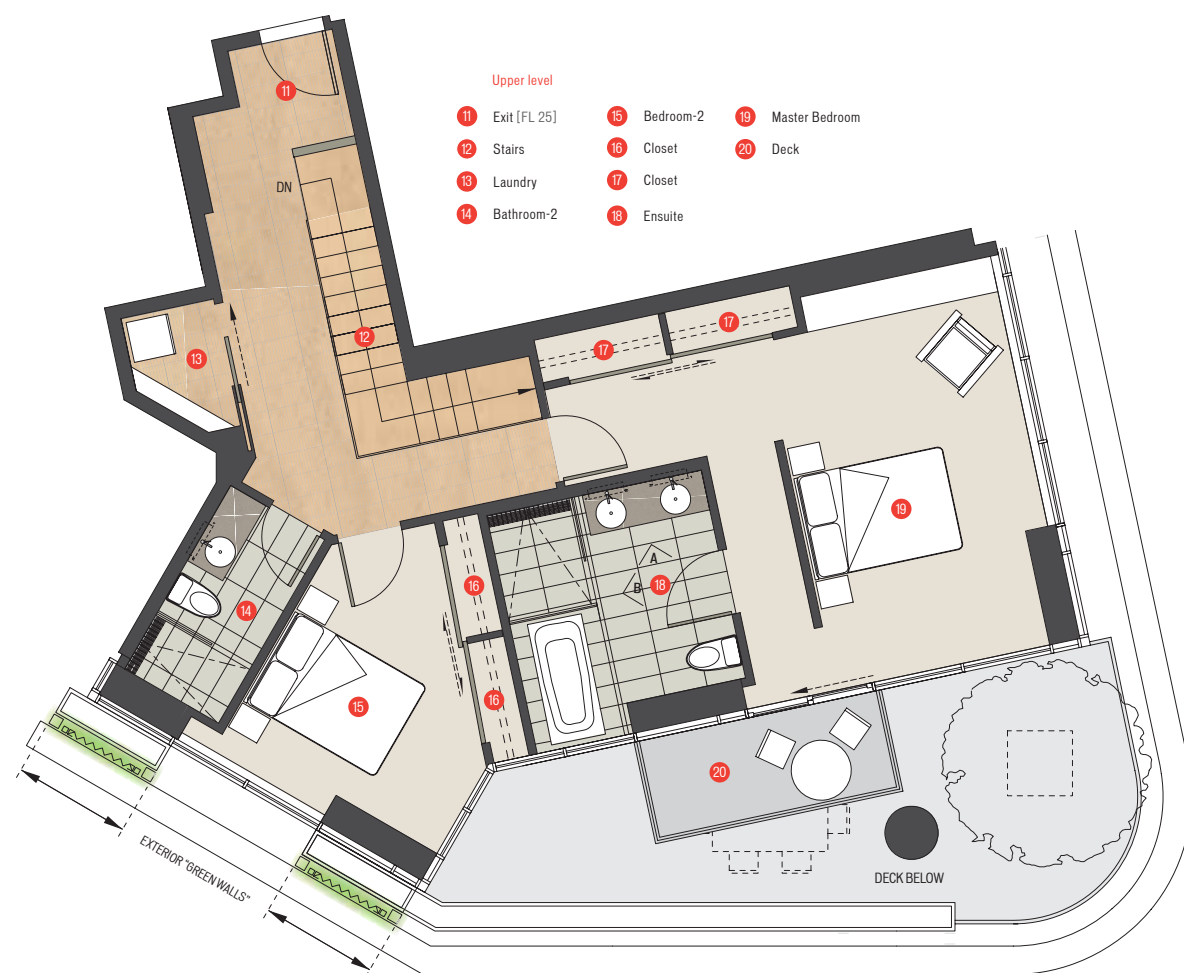 Upper level
11 Exit [FL 25]
12 Stairs
13 Laundry
14 Bathroom-2
15 Bedroom-2
16 Closet
17 Closet
18 Ensuite
19 Master Bedroom
20 Deck
11
DN
12
13
17
17
19
14
16
A
B
18
16
15
20
EXTERIOR "GREEN WALLS"
DECK BELOW